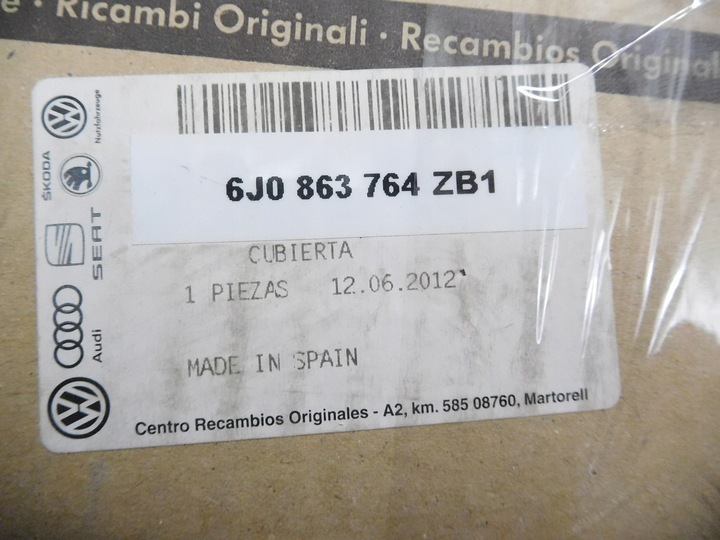 e · Ricambi Originali · Recambios Original
Nutzfahrzeuge
ŠKODA
SEAT
Audi
6J0 863 764 ZB1
CUBIERTA
1 PIEZAS 12.06.2012
MADE IN SPAIN
Centro Recambios Originales - A2, km. 585 08760, Martorell